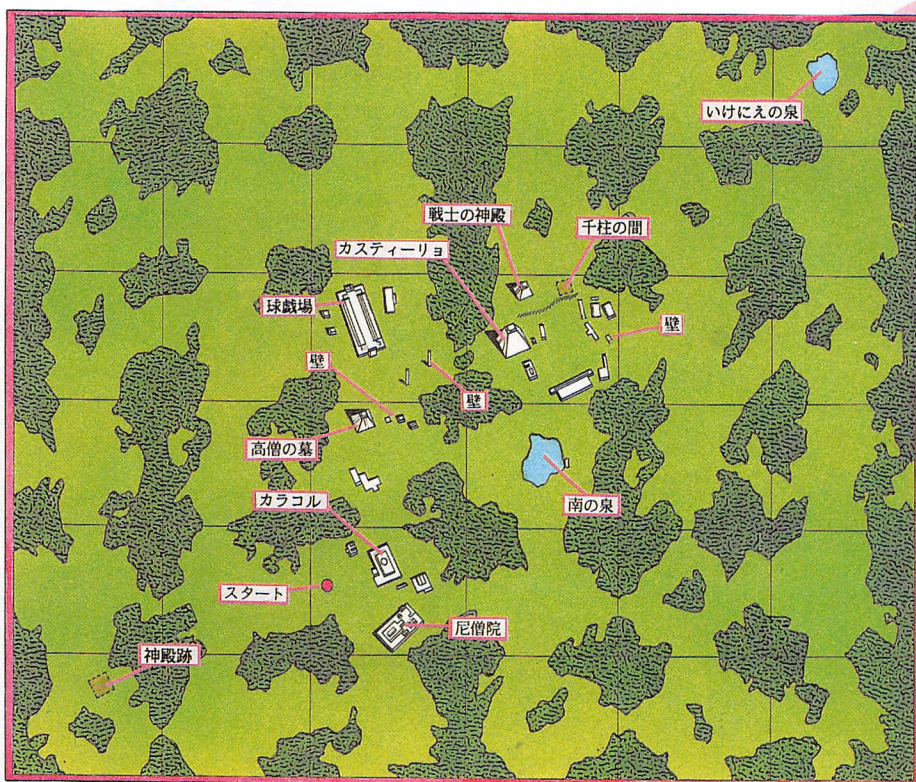 いけにえの泉
戦士の神殿
千柱の間
カスティーリョ
球戯場
壁
壁
壁
高僧の墓
カラコル
南の泉
スタート
尼僧院
神殿跡